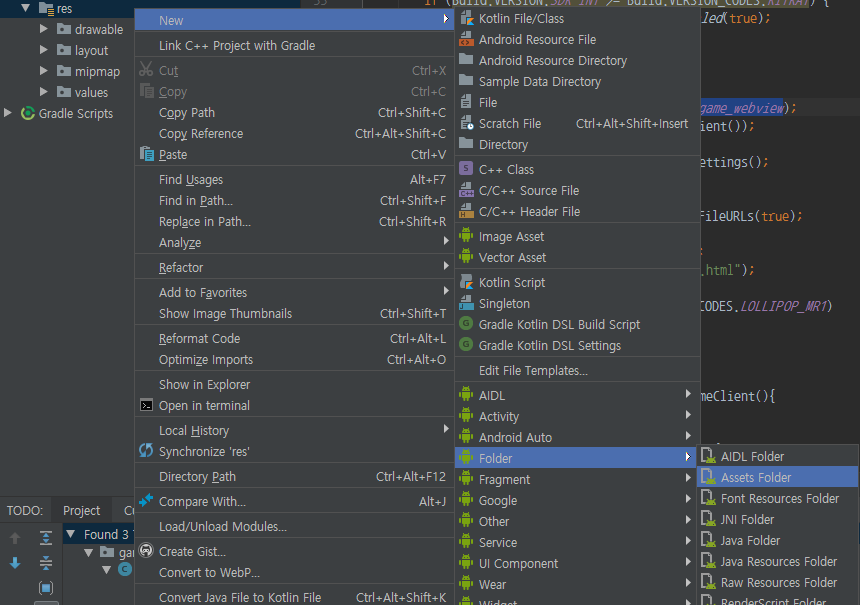 res
drawable
layout
mipmap
values
Gradle Scripts
TODO:
Project
Found 3
New
Link C++ Project with Gradle
Cut Ctrl+X
Copy Ctrl+C
Copy Path Ctrl+Shift+C
Copy Reference Ctrl+Alt+Shift+C
Paste Ctrl+V
Find Usages Alt+F7
Find in Path... Ctrl+Shift+F
Replace in Path... Ctrl+Shift+R
Analyze
Refactor
Add to Favorites
Show Image Thumbnails Ctrl+Shift+T
Reformat Code Ctrl+Alt+L
Optimize Imports Ctrl+Alt+O
Show in Explorer
Open in terminal
Local History
Synchronize 'res'
Directory Path Ctrl+Alt+F12
Compare With... Alt+J
Load/Unload Modules...
Create Gist...
Convert to WebP...
Convert Java File to Kotlin File Ctrl+Alt+Shift+K
Kotlin File/Class
Android Resource File
Android Resource Directory
Sample Data Directory
File
Scratch File Ctrl+Alt+Shift+Insert
Directory
C++ Class
C/C++ Source File
C/C++ Header File
Image Asset
Vector Asset
Kotlin Script
Singleton
Gradle Kotlin DSL Build Script
Gradle Kotlin DSL Settings
Edit File Templates...
AIDL
Activity
Android Auto
Folder
Fragment
Google
Other
Service
UI Component
Wear
Widget
AIDL Folder
Assets Folder
Font Resources Folder
JNI Folder
Java Folder
Java Resources Folder
Raw Resources Folder
RenderScript Folder
if (Build.VERSION.SDK_INT >= Build.VERSION_CODES.KITKAT) {
led(true);
game_webview);
ient());
ettings();
FileURLs(true);
;
.html");
CODES.LOLLIPOP_MR1)
meClient(){